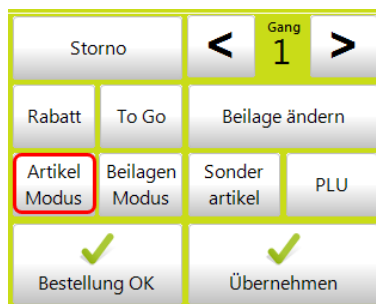 Storno
<
Gang
1
>
Rabatt
To Go
Beilage ändern
Artikel
Modus
Beilagen
Modus
Sonder
artikel
PLU
Bestellung OK
Übernehmen